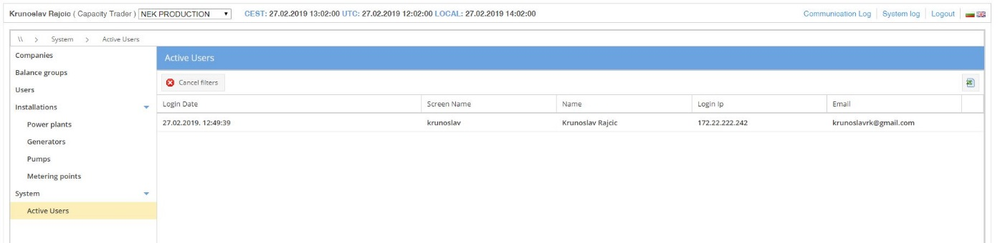 Krunoslav Rajcic ( Capacity Trader ) NEK PRODUCTION CEST: 27.02.2019 13:02:00 UTC: 27.02.2019 12:02:00 LOCAL: 27.02.2019 14:02:00 Communication Log System log Logout
\\ > System > Active Users
Companies
Balance groups
Users
Installations
Power plants
Generators
Pumps
Metering points
System
Active Users
Active Users
Cancel filters
Login Date Screen Name Name Login Ip Email
27.02.2019. 12:49:39 krunoslav Krunoslav Rajcic 172.22.222.242 krunoslavrk@gmail.com